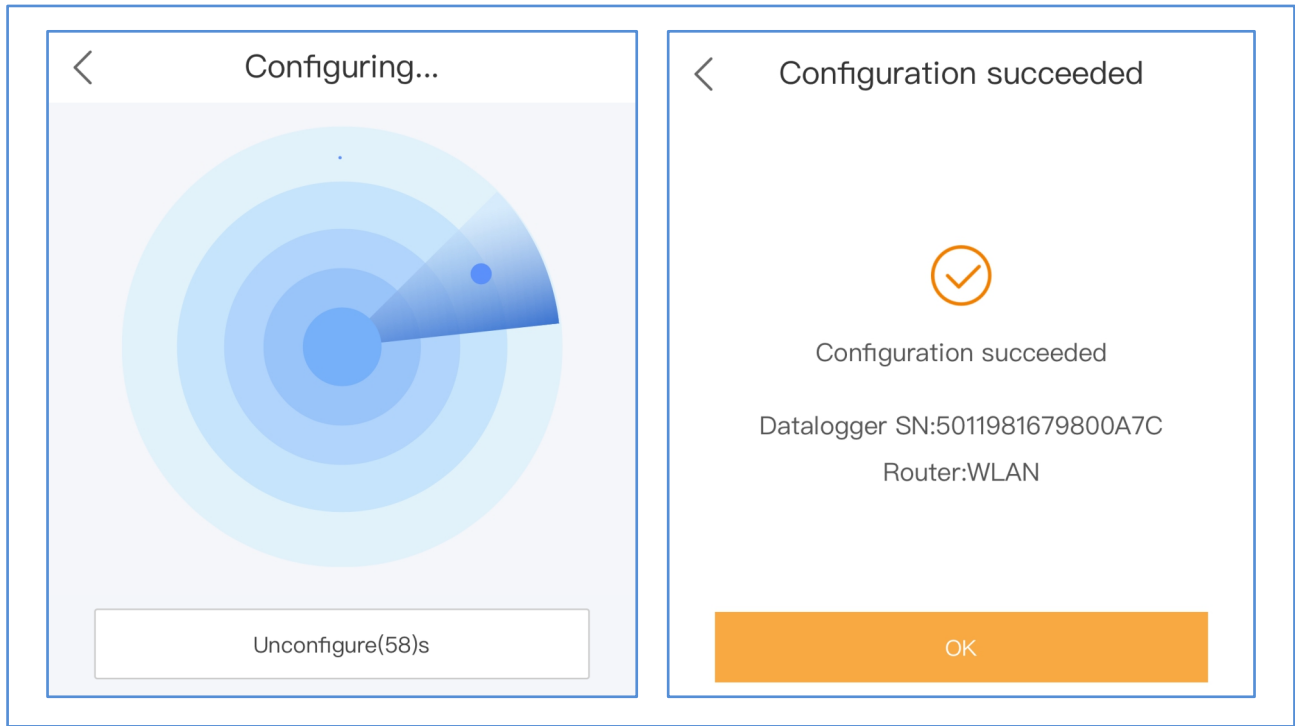 Configuring...
Unconfigure(58)s
Configuration succeeded
Configuration succeeded
Datalogger SN:5011981679800A7C
Router:WLAN
OK